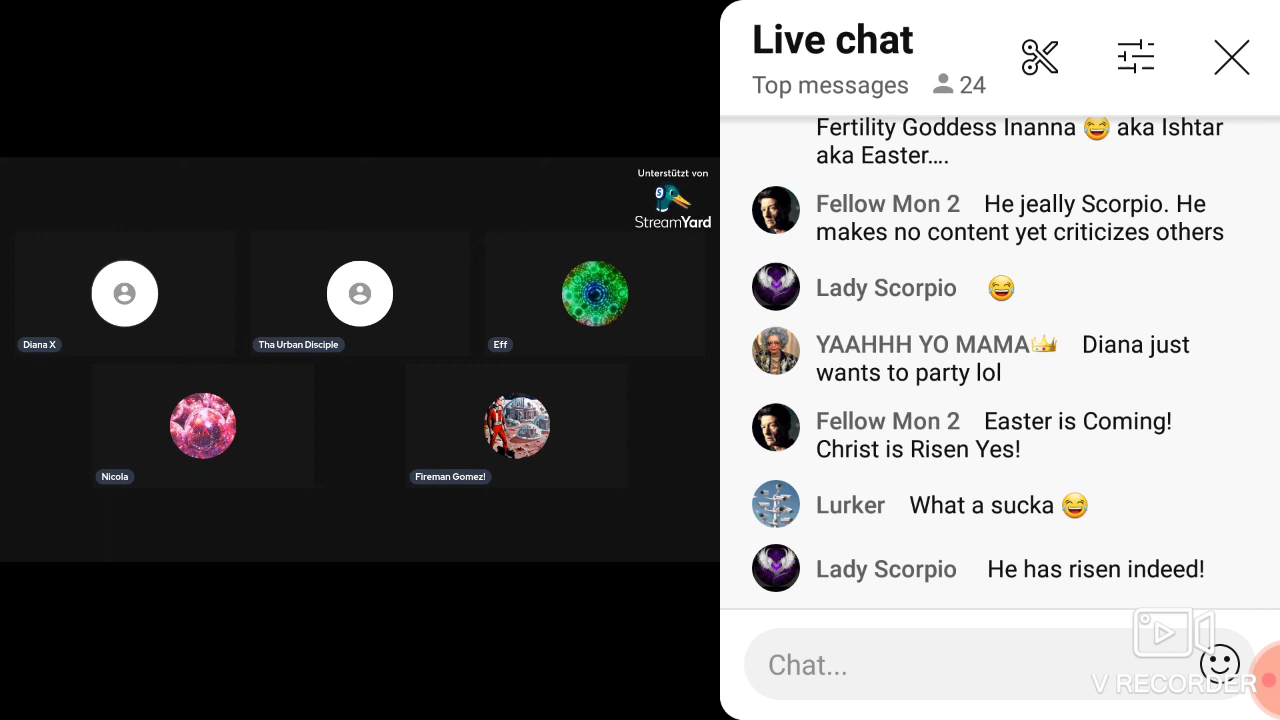 Unterstützt von
StreamYard
Diana X
Tha Urban Disciple
Eff
Nicola
Fireman Gomez!
Live chat
Top messages 24
Fertility Goddess Inanna 😂 aka Ishtar
aka Easter....
Fellow Mon 2 He jeally Scorpio. He
makes no content yet criticizes others
Lady Scorpio 😂
YAAHHH YO MAMA👑 Diana just
wants to party lol
Fellow Mon 2 Easter is Coming!
Christ is Risen Yes!
Lurker What a sucka 😂
Lady Scorpio He has risen indeed!
Chat...
V RECORDER